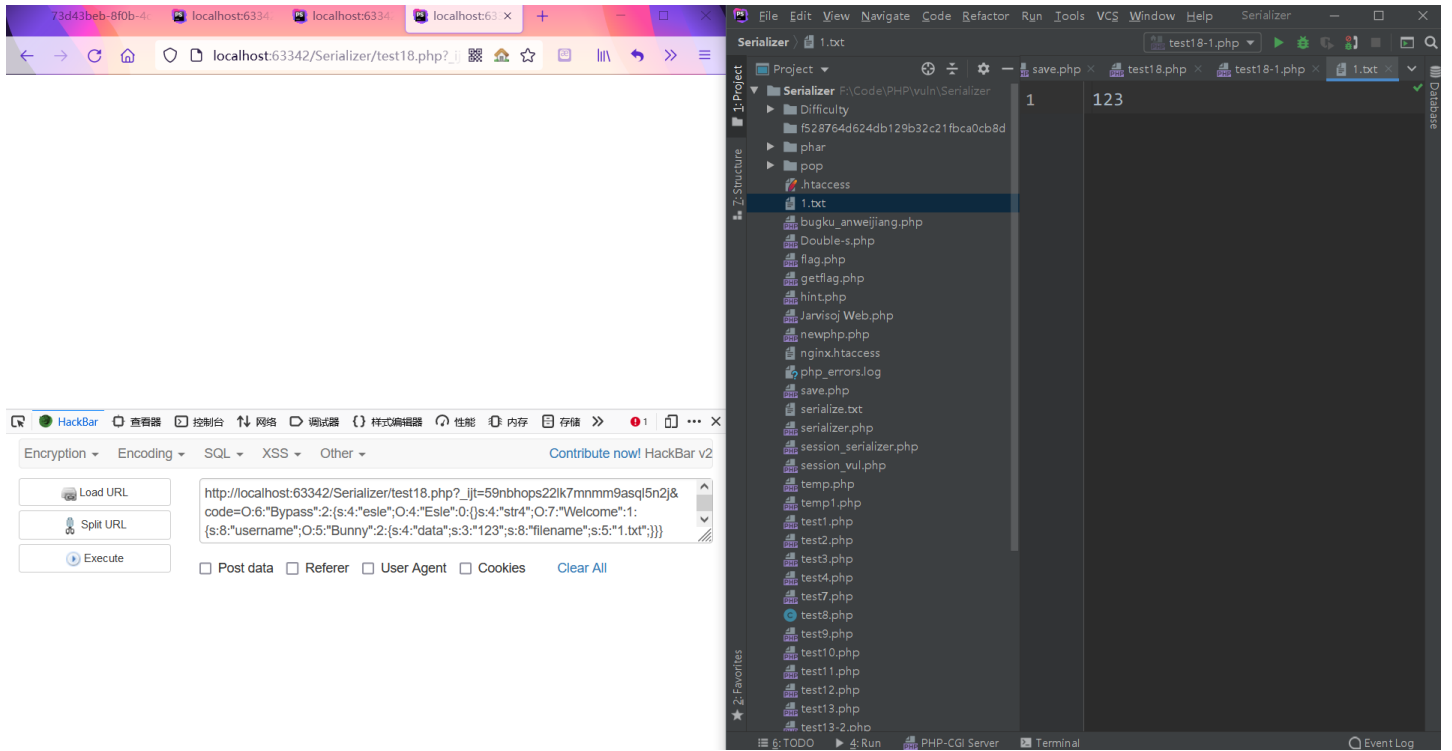 73d43beb-8f0b-4
localhost:6334
localhost:6334
localhost:63
localhost:63342/Serializer/test18.php?_i
HackBar 查看器 控制台 网络 调试器 样式编辑器 性能 内存 存储 1
Encryption Encoding SQL XSS Other Contribute now! HackBar v2
Load URL
Split URL
Execute
http://localhost:63342/Serializer/test18.php?_ijt=59nbhops22lk7mnmm9asql5n2j&
code=O:6:"Bypass":2:{s:4:"esle";O:4:"Esle":0:{}s:4:"str4";O:7:"Welcome":1:
{s:8:"username";O:5:"Bunny":2:{s:4:"data";s:3:"123";s:8:"filename";s:5:"1.txt";}}}
Post data Referer User Agent Cookies Clear All
PS File Edit View Navigate Code Refactor Run Tools VCS Window Help Serializer
Serializer 1.txt test18-1.php
1: Project
Project
save.php test18.php test18-1.php 1.txt
Database
Serializer F:\Code\PHP\vuln\Serializer
Difficulty
f528764d624db129b32c21fbca0cb8d
phar
pop
.htaccess
1.txt
bugku_anweijiang.php
Double-s.php
flag.php
getflag.php
hint.php
Jarvisoj Web.php
newphp.php
nginx.htaccess
php_errors.log
save.php
serialize.txt
serializer.php
session_serializer.php
session_vul.php
temp.php
temp1.php
test1.php
test2.php
test3.php
test4.php
test7.php
test8.php
test9.php
test10.php
test11.php
test12.php
test13.php
test13-2.php
1 123
Z: Structure
2: Favorites
6: TODO 4: Run PHP-CGI Server Terminal Event Log